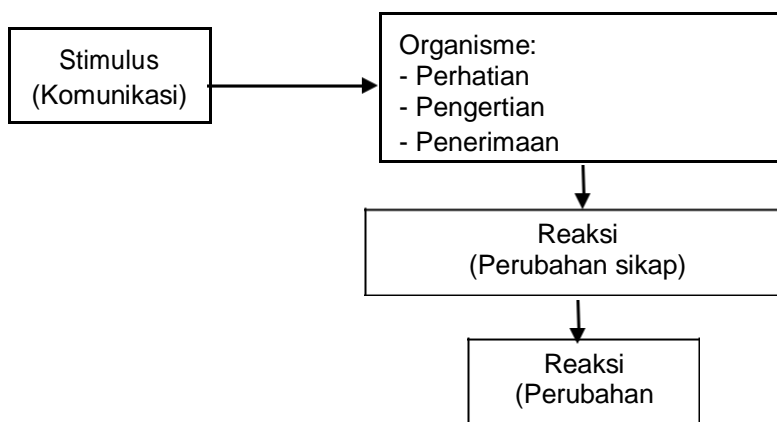 Stimulus
(Komunikasi)
Organisme:
- Perhatian
- Pengertian
- Penerimaan
Reaksi
(Perubahan sikap)
Reaksi
(Perubahan